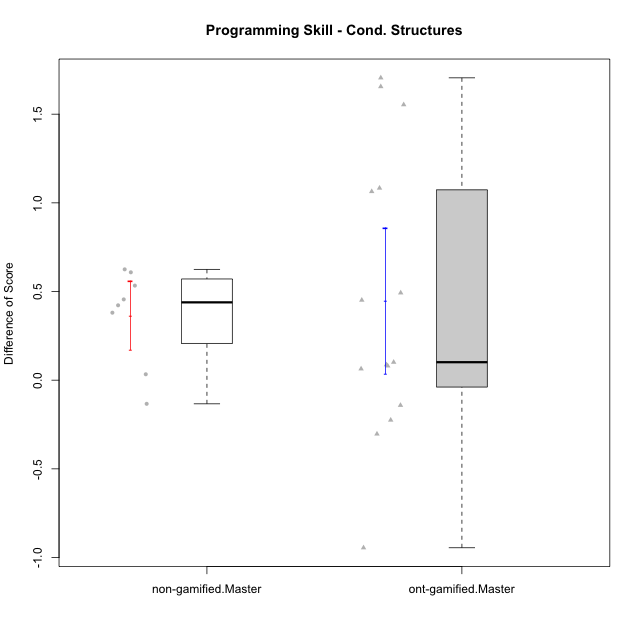 Programming Skill - Cond. Structures
Difference of Score
1.5
1.0
0.5
0.0
-0.5
-1.0
non-gamified.Master
ont-gamified.Master